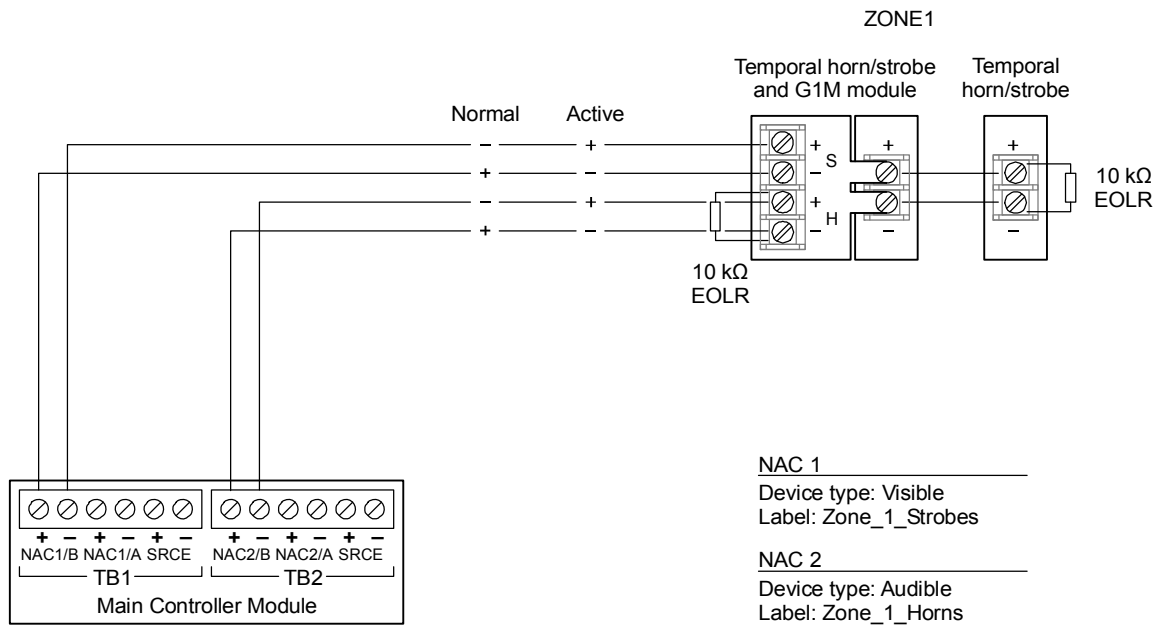 ZONE1
Temporal horn/strobe
and G1M module
Temporal
horn/strobe
Normal
Active
– +
+ –
– +
+ –
+
S
–
+
H
–
+
–
+
–
10 kΩ
EOLR
10 kΩ
EOLR
+ – + – + –
NAC1/B NAC1/A SRCE
TB1
+ – + – + –
NAC2/B NAC2/A SRCE
TB2
Main Controller Module
NAC 1
Device type: Visible
Label: Zone_1_Strobes
NAC 2
Device type: Audible
Label: Zone_1_Horns